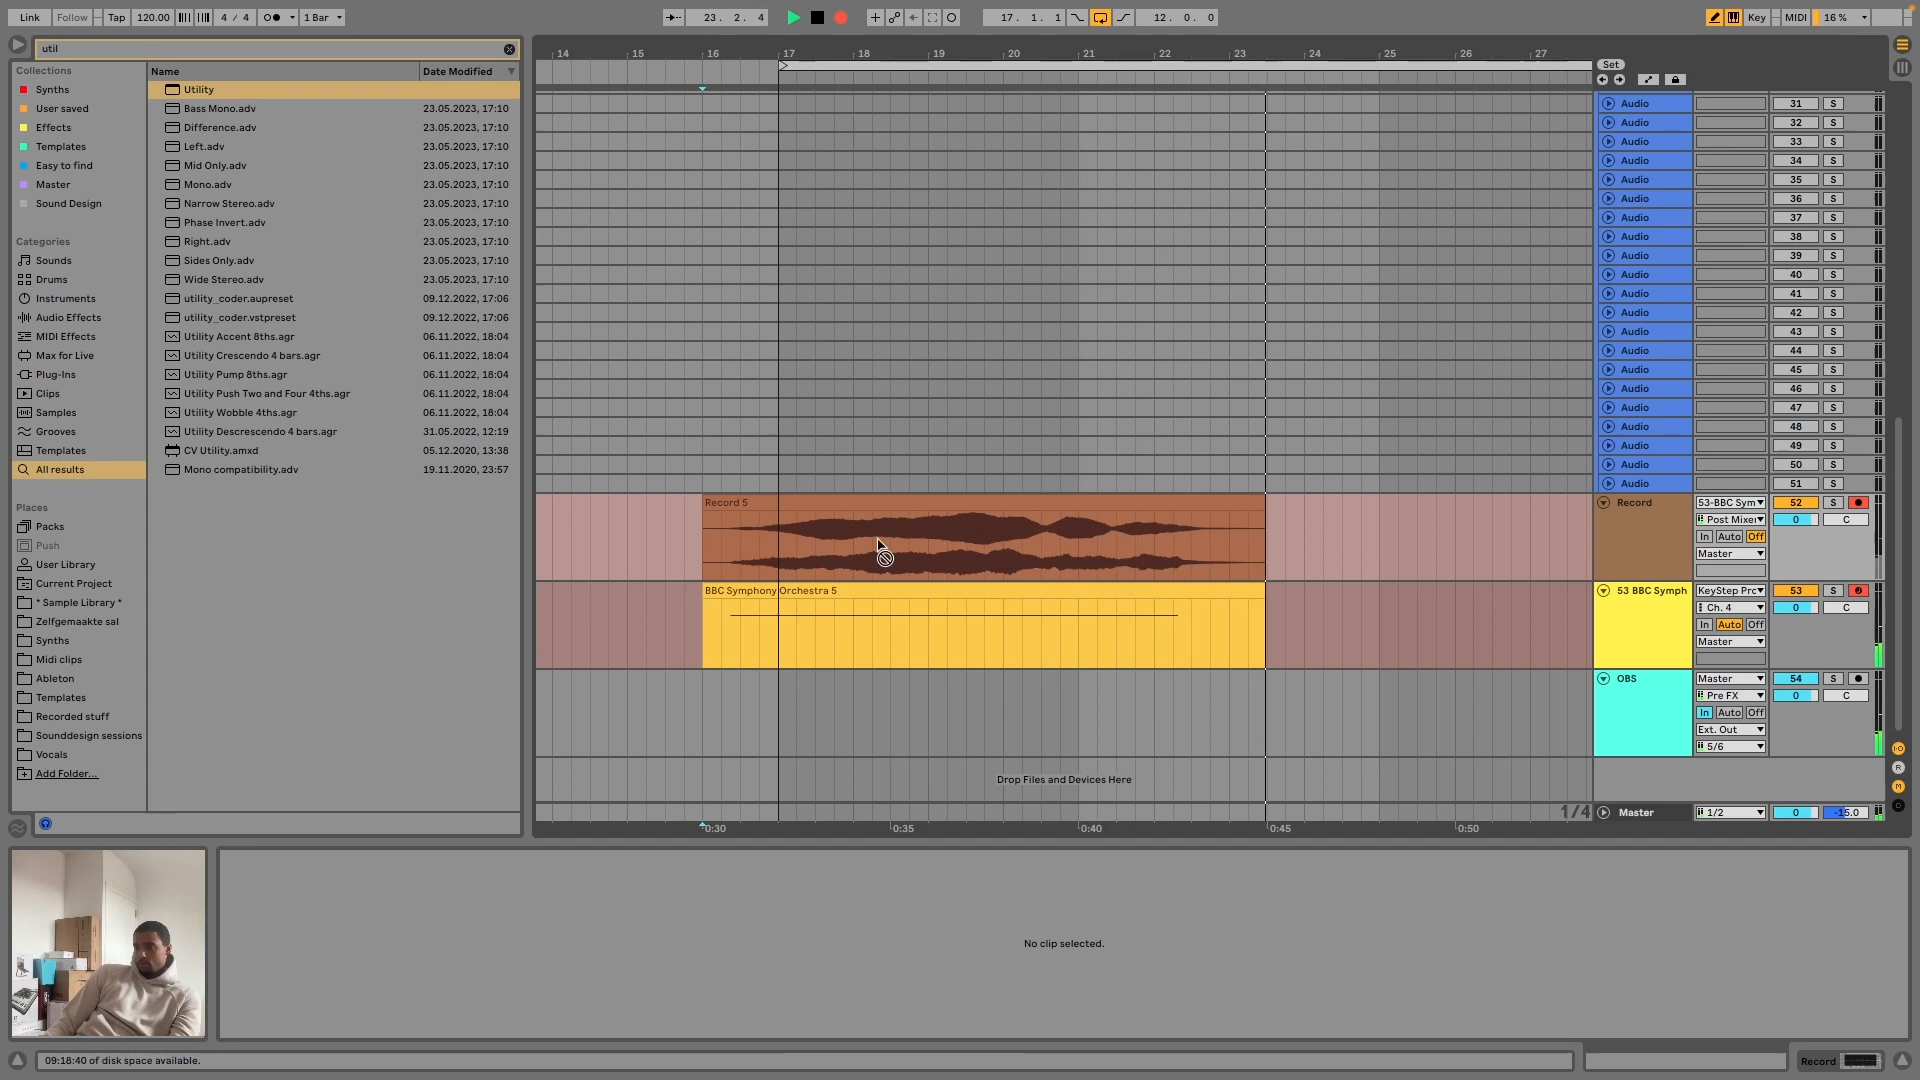 Link Follow Tap 120.00 4 / 4 1 Bar 23. 2. 4 17. 1. 1 12. 0. 0 Key MIDI 16 %
util
Collections
Synths
User saved
Effects
Templates
Easy to find
Master
Sound Design
Categories
Sounds
Drums
Instruments
Audio Effects
MIDI Effects
Max for Live
Plug-Ins
Clips
Samples
Grooves
Templates
All results
Places
Packs
Push
User Library
Current Project
* Sample Library *
Zelfgemaakte sal
Synths
Midi clips
Ableton
Templates
Recorded stuff
Sounddesign sessions
Vocals
Add Folder...
Name Date Modified
Utility
Bass Mono.adv 23.05.2023, 17:10
Difference.adv 23.05.2023, 17:10
Left.adv 23.05.2023, 17:10
Mid Only.adv 23.05.2023, 17:10
Mono.adv 23.05.2023, 17:10
Narrow Stereo.adv 23.05.2023, 17:10
Phase Invert.adv 23.05.2023, 17:10
Right.adv 23.05.2023, 17:10
Sides Only.adv 23.05.2023, 17:10
Wide Stereo.adv 23.05.2023, 17:10
utility_coder.aupreset 09.12.2022, 17:06
utility_coder.vstpreset 09.12.2022, 17:06
Utility Accent 8ths.agr 06.11.2022, 18:04
Utility Crescendo 4 bars.agr 06.11.2022, 18:04
Utility Pump 8ths.agr 06.11.2022, 18:04
Utility Push Two and Four 4ths.agr 06.11.2022, 18:04
Utility Wobble 4ths.agr 06.11.2022, 18:04
Utility Descrescendo 4 bars.agr 31.05.2022, 12:19
CV Utility.amxd 05.12.2020, 13:38
Mono compatibility.adv 19.11.2020, 23:57
14 15 16 17 18 19 20 21 22 23 24 25 26 27
Set
Audio 31 S
Audio 32 S
Audio 33 S
Audio 34 S
Audio 35 S
Audio 36 S
Audio 37 S
Audio 38 S
Audio 39 S
Audio 40 S
Audio 41 S
Audio 42 S
Audio 43 S
Audio 44 S
Audio 45 S
Audio 46 S
Audio 47 S
Audio 48 S
Audio 49 S
Audio 50 S
Audio 51 S
Record 5 Record 53-BBC Sym 52 S
Post Mixer 0 C
In Auto Off
Master
BBC Symphony Orchestra 5 53 BBC Symph KeyStep Pro 53 S
Ch. 4 0 C
In Auto Off
Master
OBS Master 54 S
Pre FX 0 C
In Auto Off
Ext. Out
5/6
Drop Files and Devices Here
1/4 Master 1/2 0 -15.0
0:30 0:35 0:40 0:45 0:50
No clip selected.
09:18:40 of disk space available. Record